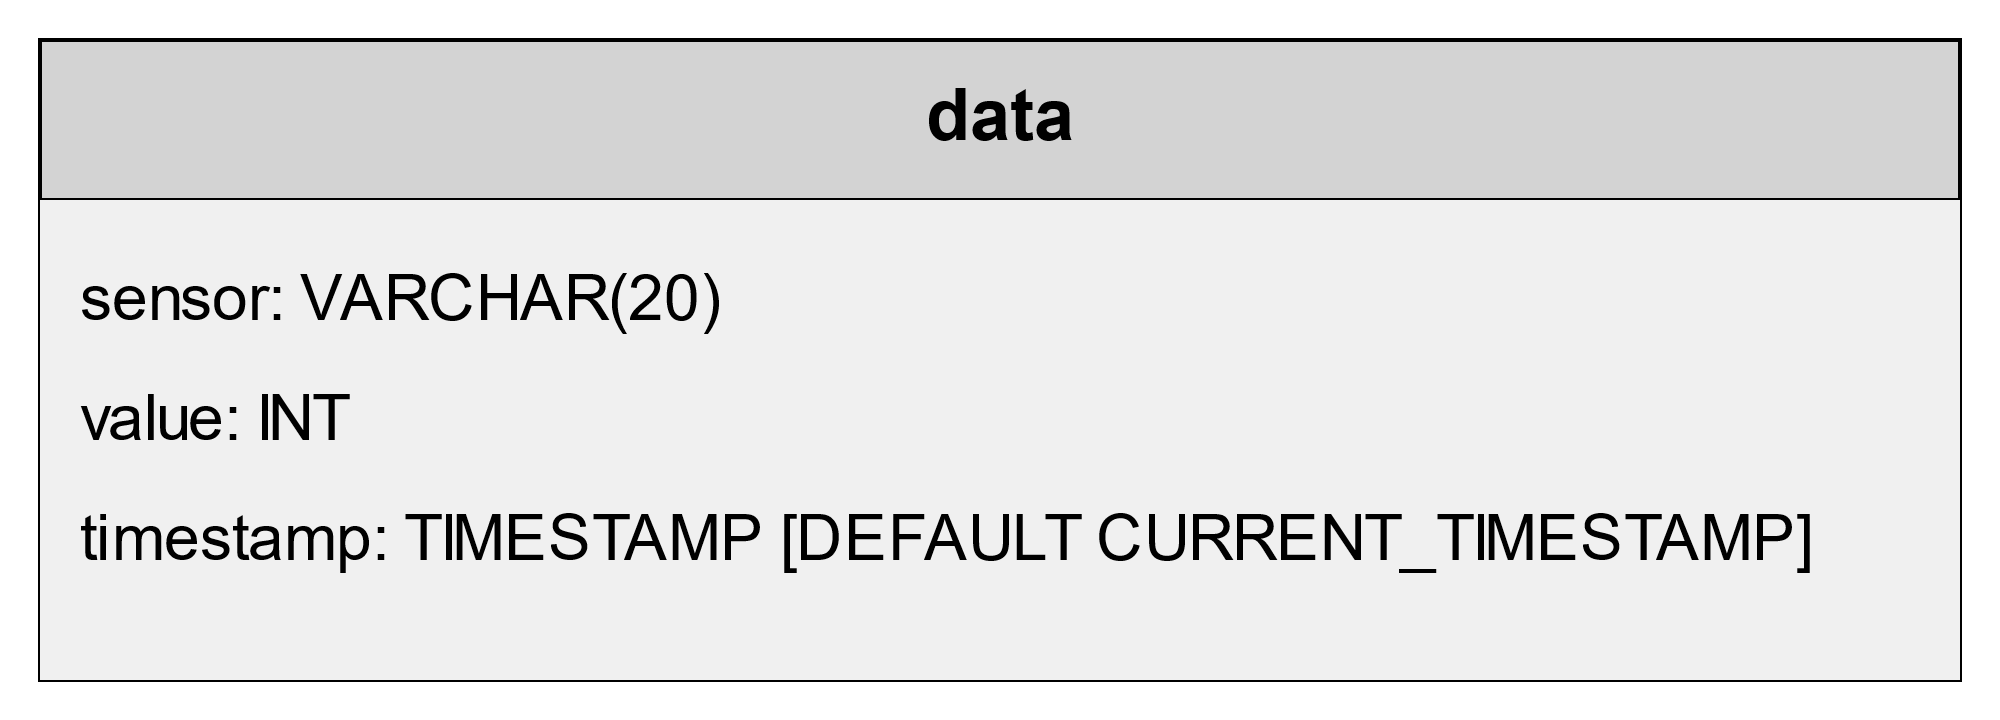 data
sensor: VARCHAR(20)
value: INT
timestamp: TIMESTAMP [DEFAULT CURRENT_TIMESTAMP]